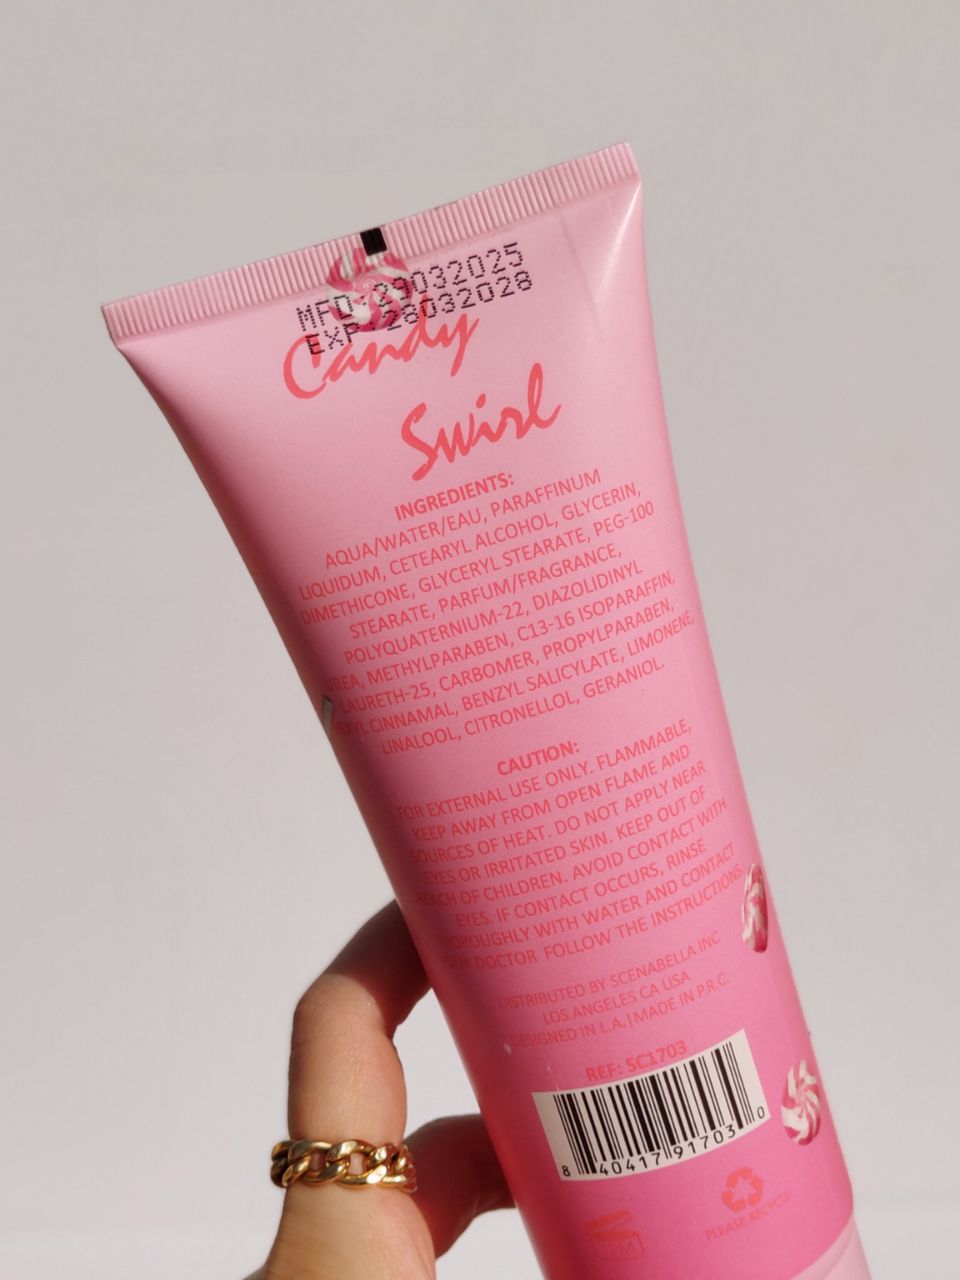 MFD 29032025
EXP 28032028
Candy
Swirl
INGREDIENTS:
AQUA/WATER/EAU, PARAFFINUM
LIQUIDUM, CETEARYL ALCOHOL, GLYCERIN,
DIMETHICONE, GLYCERYL STEARATE, PEG-100
STEARATE, PARFUM/FRAGRANCE,
POLYQUATERNIUM-22, DIAZOLIDINYL
UREA, METHYLPARABEN, C13-16 ISOPARAFFIN,
LAURETH-25, CARBOMER, PROPYLPARABEN,
HEXYL CINNAMAL, BENZYL SALICYLATE, LIMONENE,
LINALOOL, CITRONELLOL, GERANIOL.
CAUTION:
FOR EXTERNAL USE ONLY. FLAMMABLE,
KEEP AWAY FROM OPEN FLAME AND
SOURCES OF HEAT. DO NOT APPLY NEAR
EYES OR IRRITATED SKIN. KEEP OUT OF
REACH OF CHILDREN. AVOID CONTACT WITH
EYES. IF CONTACT OCCURS, RINSE
THOROUGHLY WITH WATER AND CONTACT
YOUR DOCTOR FOLLOW THE INSTRUCTIONS.
DISTRIBUTED BY SCENABELLA INC
LOS ANGELES CA USA
DESIGNED IN L.A.|MADE IN P.R.C.
REF: SC1703
8 40417 91703 0
12M
PLEASE RECYCLE